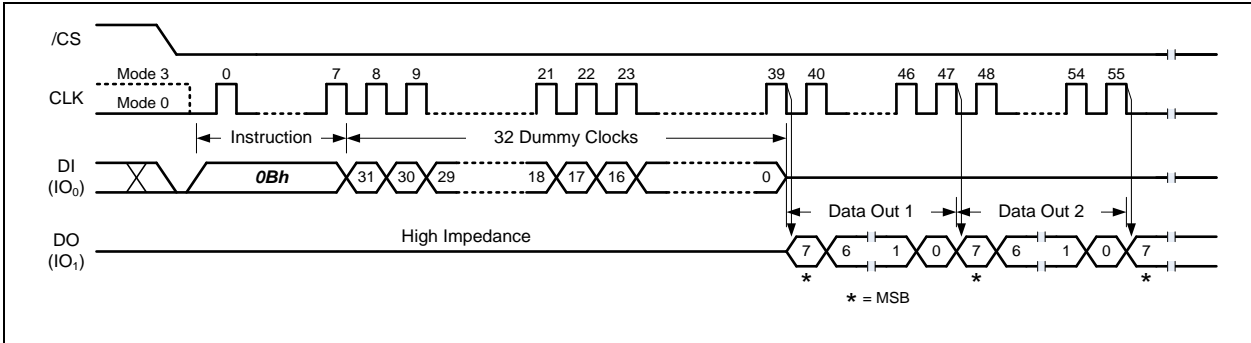 /CS
Mode 3 0 7 8 9 21 22 23 39 40 46 47 48 54 55
CLK
Mode 0
Instruction 32 Dummy Clocks
DI
(IO0)
0Bh 31 30 29 18 17 16 0
Data Out 1 Data Out 2
High Impedance
DO
(IO1)
7 6 1 0 7 6 1 0 7
* * *
* = MSB